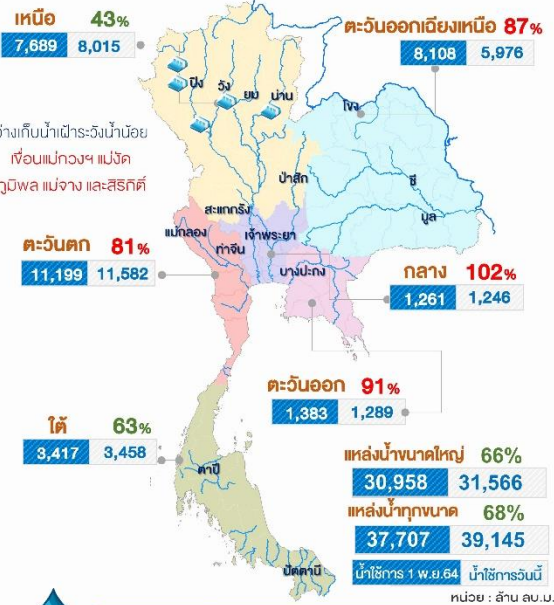 เหนือ 43%
7,689 8,015
ตะวันออกเฉียงเหนือ 87%
8,108 5,976
ปิง
วัง
ยม
น่าน
โขง
อ่างเก็บน้ำเฝ้าระวังน้ำน้อย
เขื่อนแม่กวงฯ แม่งัด
ภูมิพล แม่จาง และสิริกิติ์
ป่าสัก
ชี
มูล
สะแกกรัง
แม่กลอง
ท่าจีน
เจ้าพระยา
บางปะกง
ตะวันตก 81%
11,199 11,582
กลาง 102%
1,261 1,246
ตะวันออก 91%
1,383 1,289
ใต้ 63%
3,417 3,458
ตาปี
ปัตตานี
แหล่งน้ำขนาดใหญ่ 66%
30,958 31,566
แหล่งน้ำทุกขนาด 68%
37,707 39,145
น้ำใช้การ 1 พ.ย.64 น้ำใช้การวันนี้
หน่วย : ล้าน ลบ.ม.